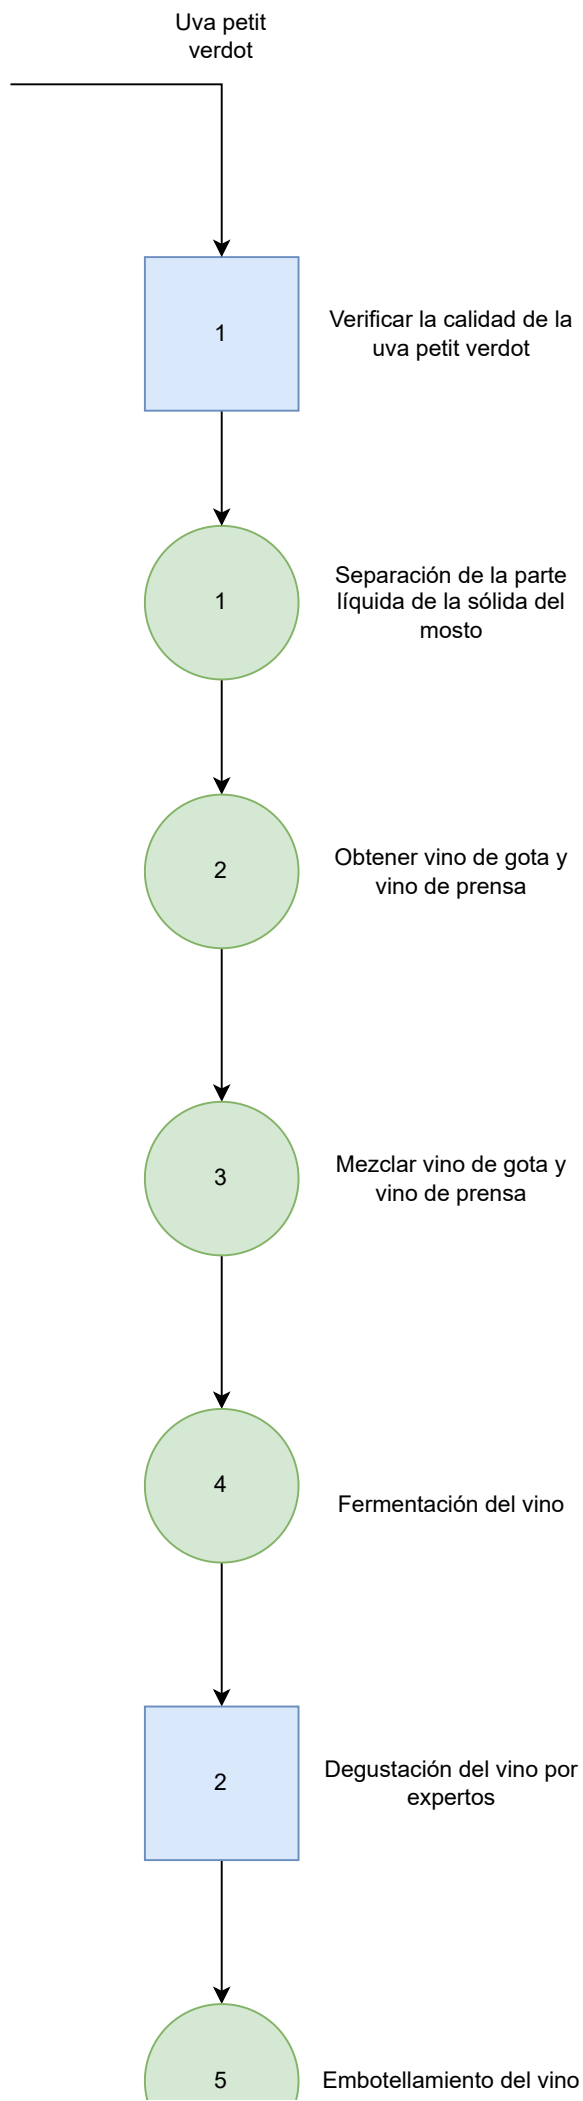 Uva petit
verdot
1
Verificar la calidad de la
uva petit verdot
1
Separación de la parte
líquida de la sólida del
mosto
2
Obtener vino de gota y
vino de prensa
3
Mezclar vino de gota y
vino de prensa
4
Fermentación del vino
2
Degustación del vino por
expertos
5
Embotellamiento del vino